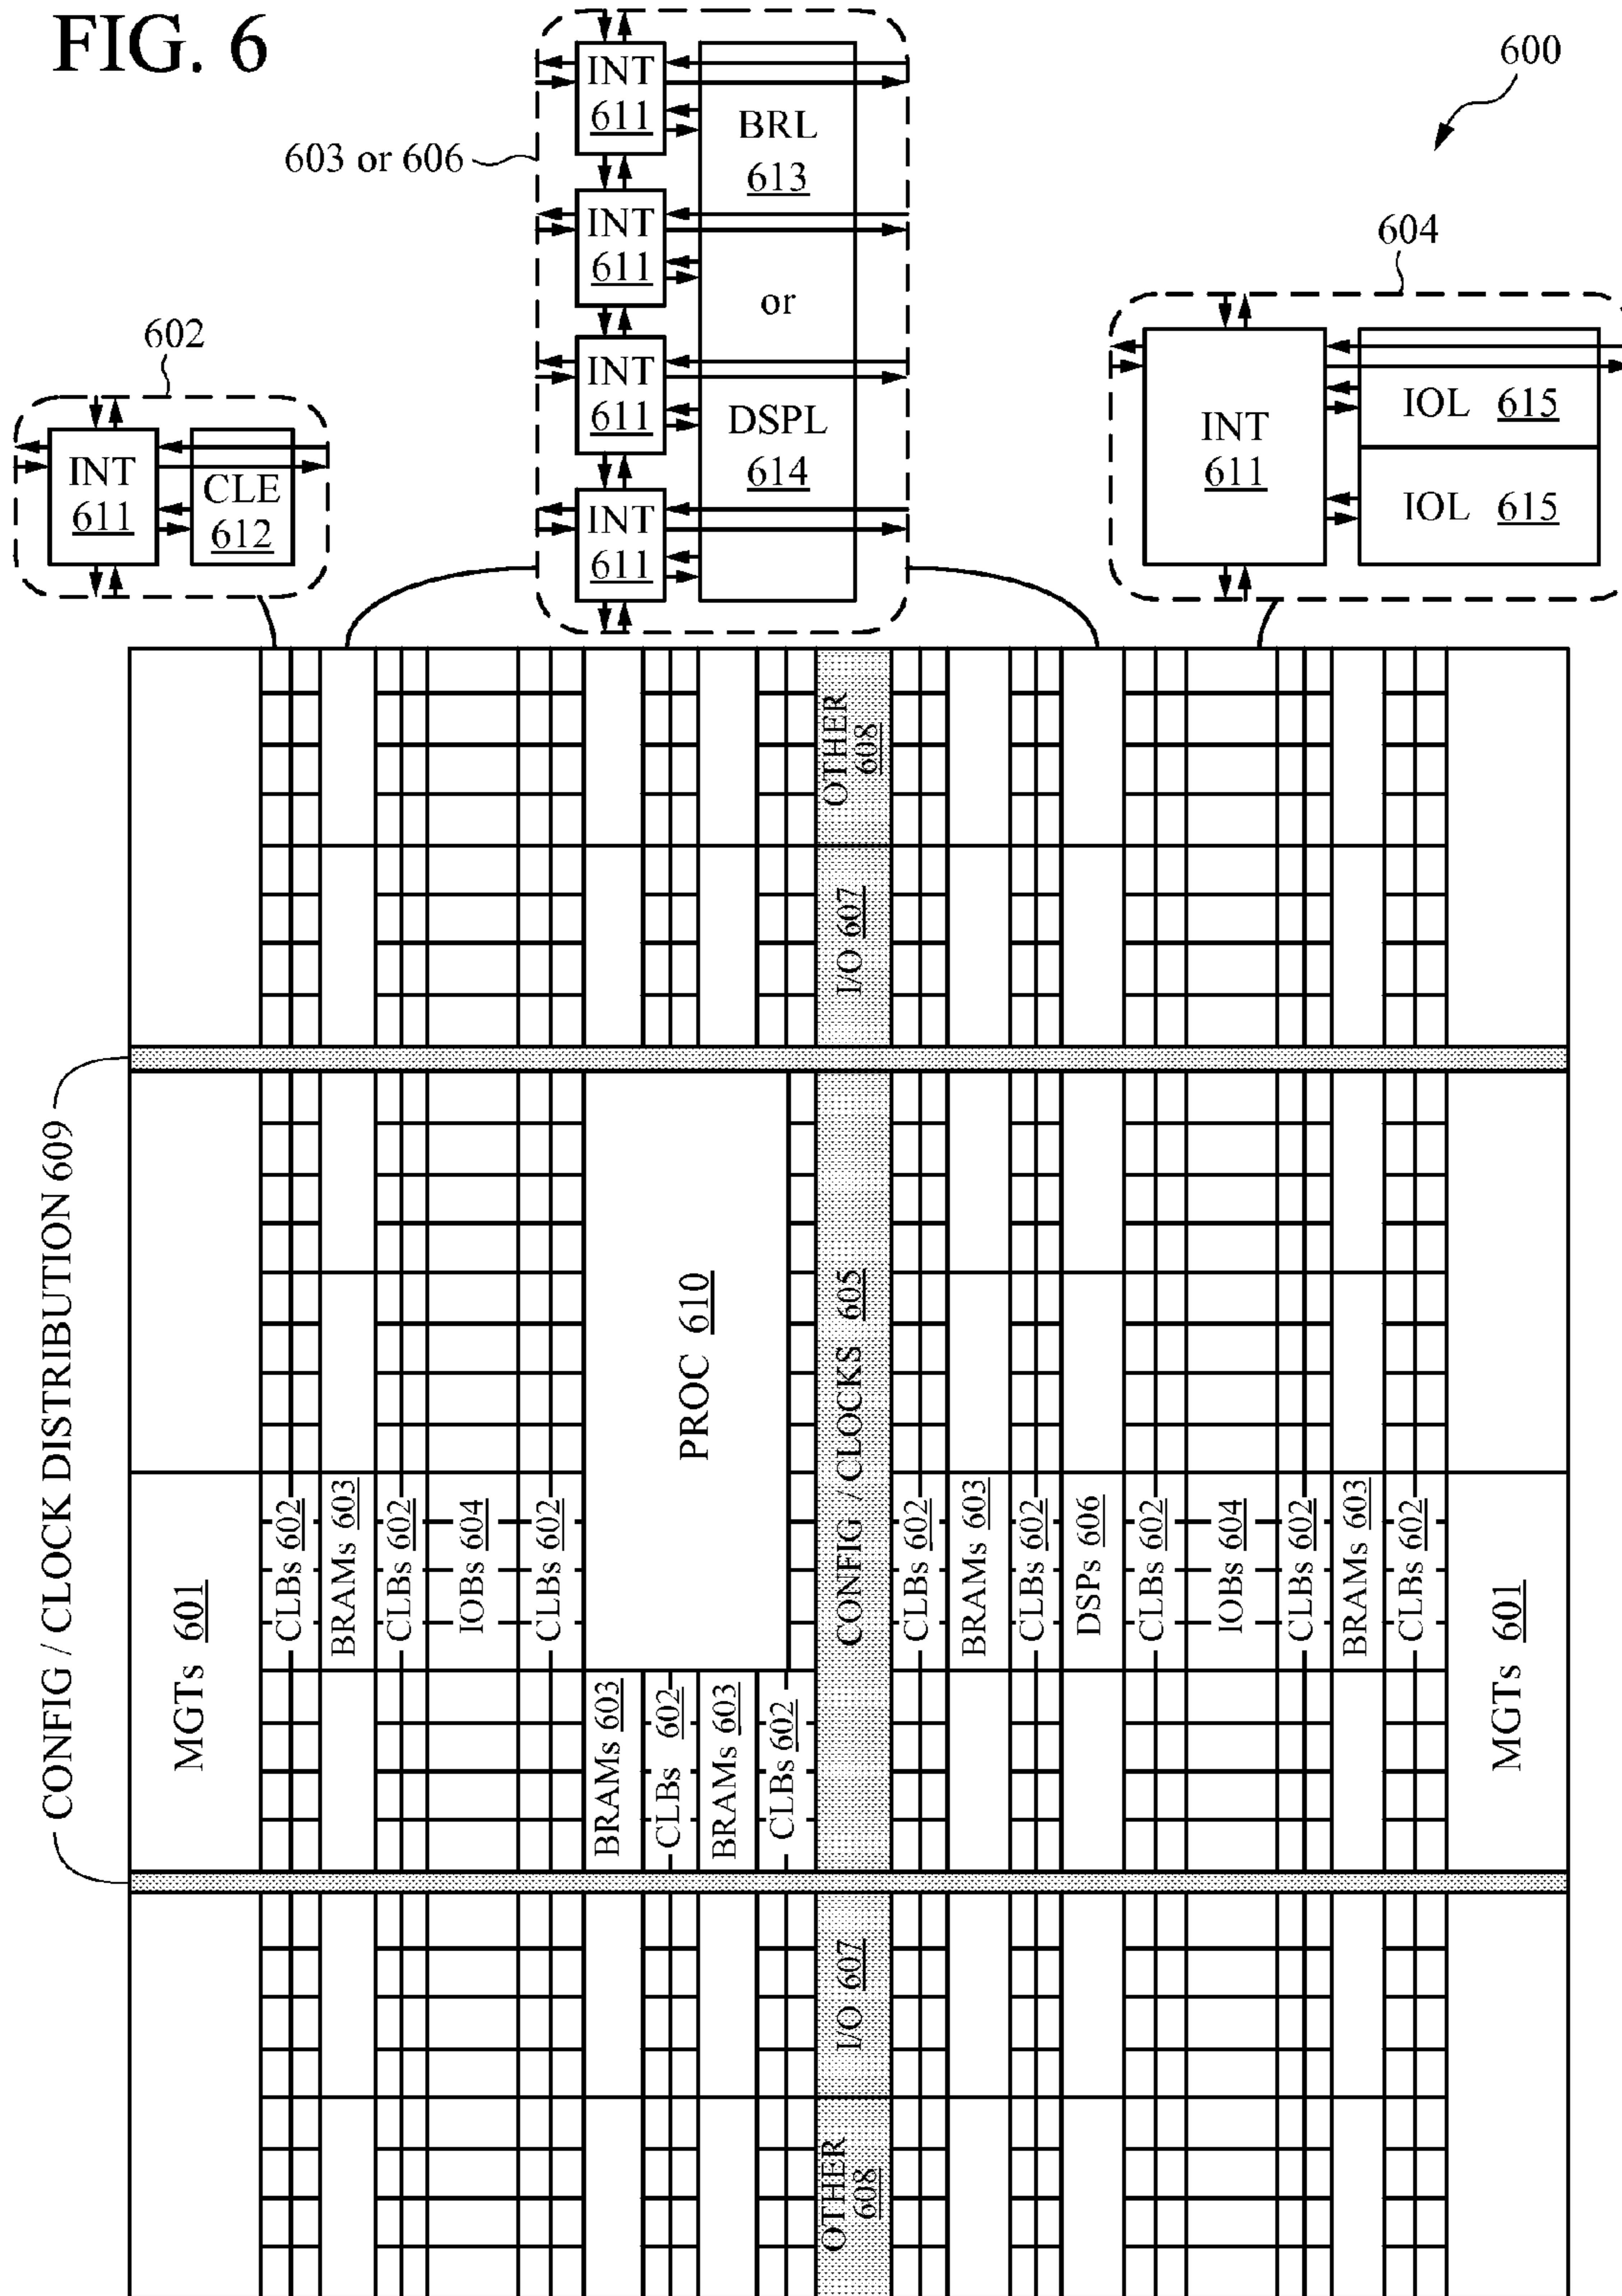 FIG. 6
600
603 or 606
INT
611
INT
611
INT
611
INT
611
BRL
613
or
DSPL
614
602
INT
611
CLE
612
604
INT
611
IOL 615
IOL 615
OTHER
608
I/O 607
CONFIG / CLOCK DISTRIBUTION 609
PROC 610
CONFIG / CLOCKS 605
MGTs 601
CLBs 602
BRAMs 603
CLBs 602
IOBs 604
CLBs 602
BRAMs 603
CLBs 602
BRAMs 603
CLBs 602
CLBs 602
BRAMs 603
CLBs 602
DSPs 606
CLBs 602
IOBs 604
CLBs 602
BRAMs 603
CLBs 602
MGTs 601
I/O 607
OTHER
608